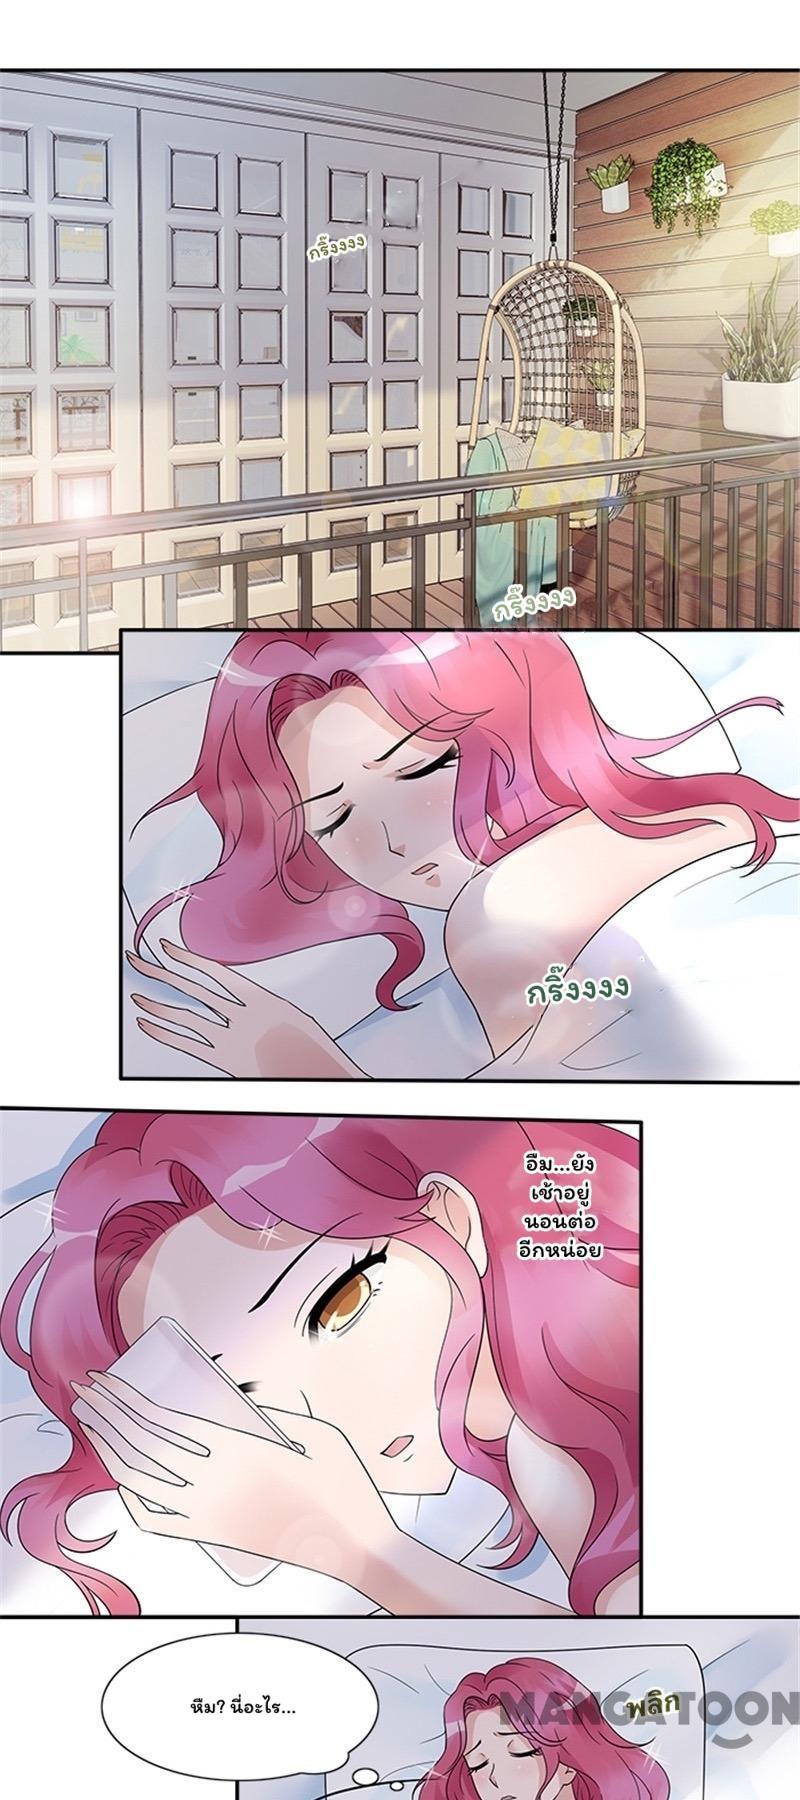 กริ๊งงงง
กริ๊งงงง
กริ๊งงงง
อืม...ยัง
เช้าอยู่
นอนต่อ
อีกหน่อย
หืม? นี่อะไร...
พลิก
MANGATOON